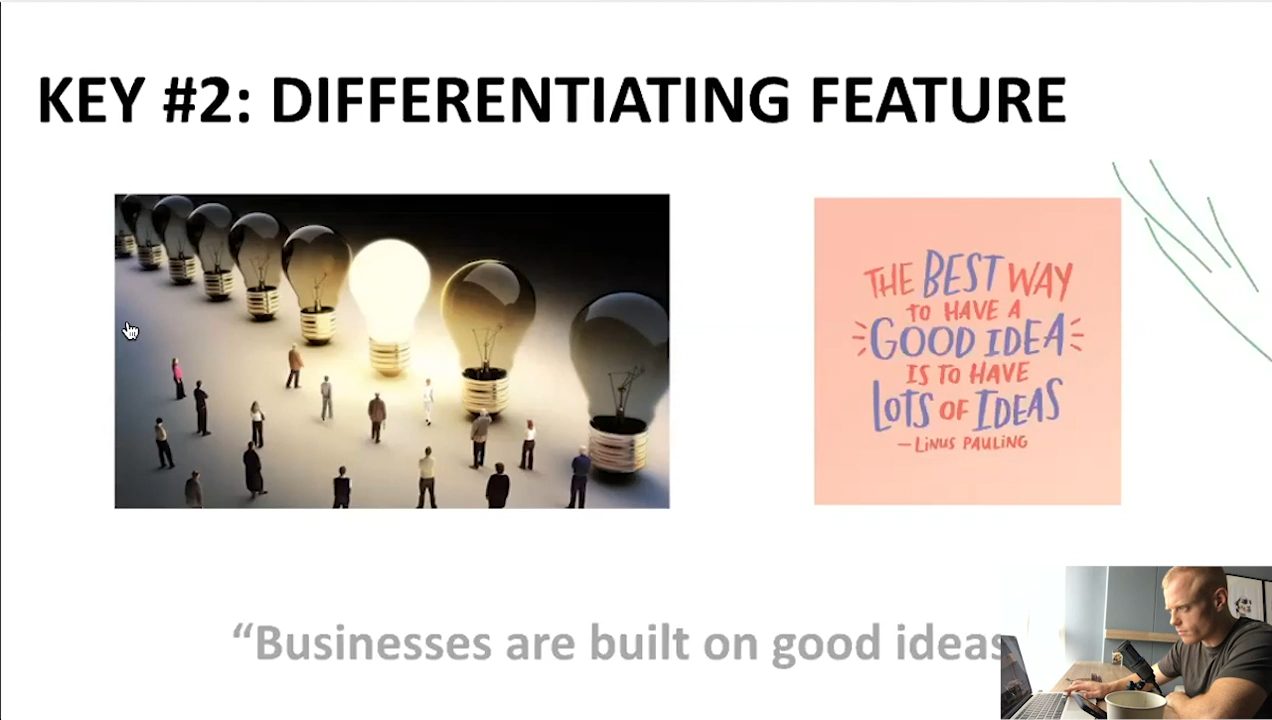 KEY #2: DIFFERENTIATING FEATURE
THE BEST WAY
TO HAVE A
GOOD IDEA
IS TO HAVE
LOTS OF IDEAS
—LINUS PAULING
“Businesses are built on good ideas